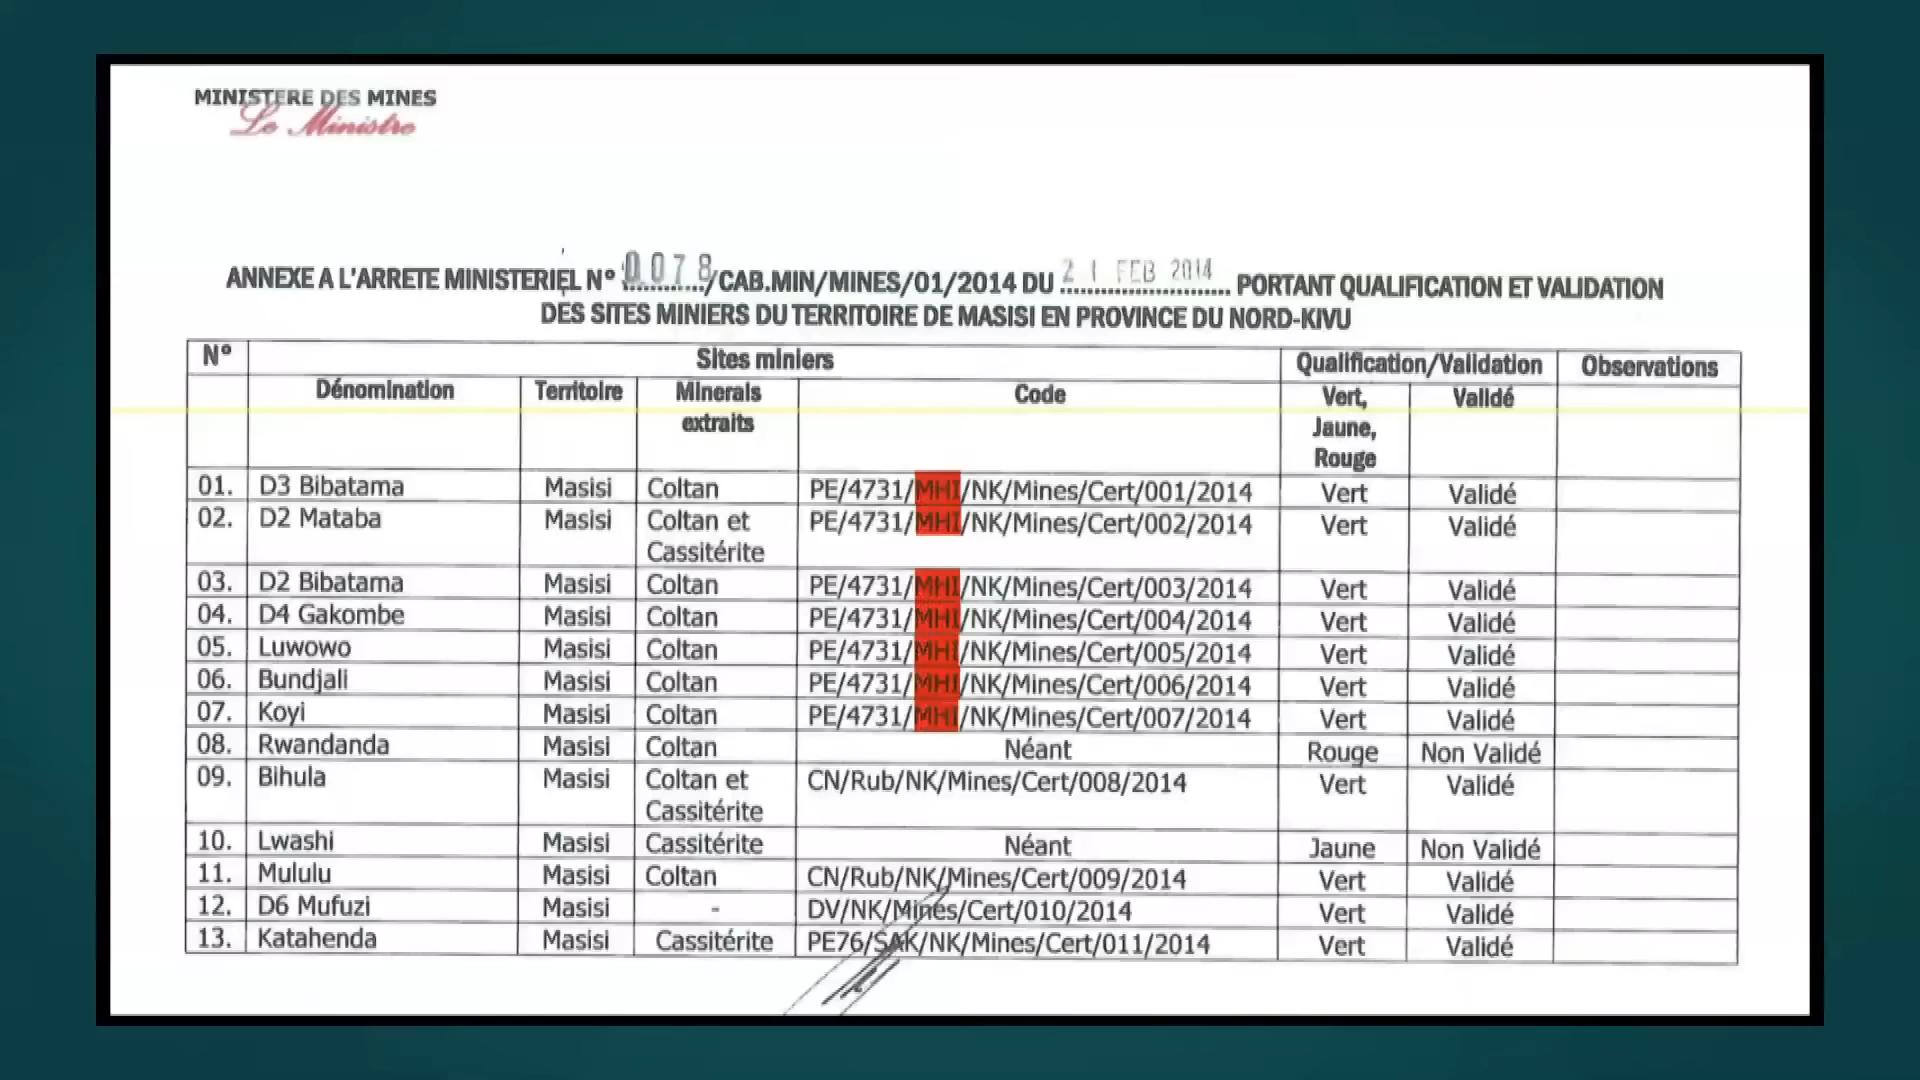 MINISTERE DES MINES
Le Ministre
ANNEXE A L'ARRETE MINISTERIEL N° 0078/CAB.MIN/MINES/01/2014 DU 21 FEB 2014 PORTANT QUALIFICATION ET VALIDATION
DES SITES MINIERS DU TERRITOIRE DE MASISI EN PROVINCE DU NORD-KIVU
N° Sites miniers Qualification/Validation Observations
Dénomination Territoire Minerals extraits Code Vert, Jaune, Rouge Validé
01. D3 Bibatama Masisi Coltan PE/4731/MHI/NK/Mines/Cert/001/2014 Vert Validé
02. D2 Mataba Masisi Coltan et Cassitérite PE/4731/MHI/NK/Mines/Cert/002/2014 Vert Validé
03. D2 Bibatama Masisi Coltan PE/4731/MHI/NK/Mines/Cert/003/2014 Vert Validé
04. D4 Gakombe Masisi Coltan PE/4731/MHI/NK/Mines/Cert/004/2014 Vert Validé
05. Luwowo Masisi Coltan PE/4731/MHI/NK/Mines/Cert/005/2014 Vert Validé
06. Bundjali Masisi Coltan PE/4731/MHI/NK/Mines/Cert/006/2014 Vert Validé
07. Koyi Masisi Coltan PE/4731/MHI/NK/Mines/Cert/007/2014 Vert Validé
08. Rwandanda Masisi Coltan Néant Rouge Non Validé
09. Bihula Masisi Coltan et Cassitérite CN/Rub/NK/Mines/Cert/008/2014 Vert Validé
10. Lwashi Masisi Cassitérite Néant Jaune Non Validé
11. Mululu Masisi Coltan CN/Rub/NK/Mines/Cert/009/2014 Vert Validé
12. D6 Mufuzi Masisi - DV/NK/Mines/Cert/010/2014 Vert Validé
13. Katahenda Masisi Cassitérite PE76/SAK/NK/Mines/Cert/011/2014 Vert Validé